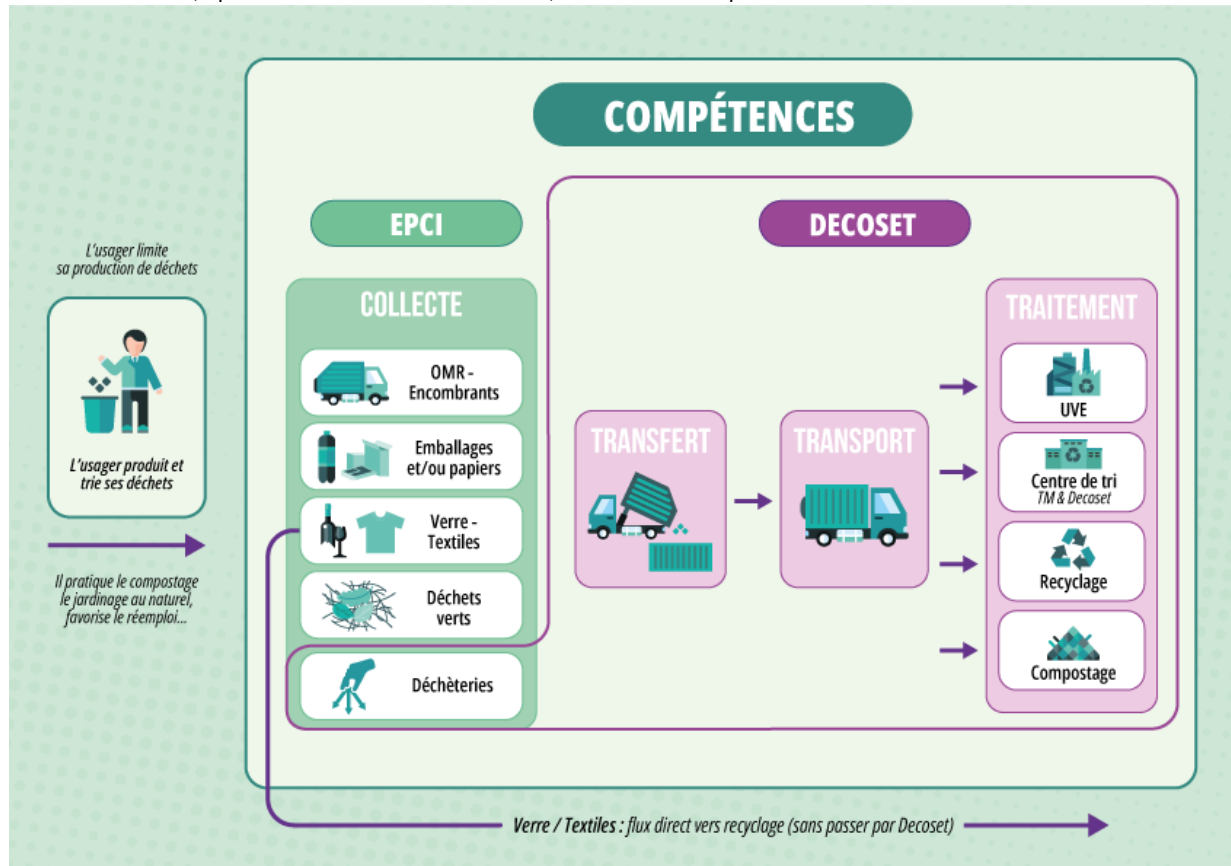 COMPÉTENCES
EPCI
DECOSET
L'usager limite
sa production de déchets
L'usager produit et
trie ses déchets
Il pratique le compostage
le jardinage au naturel,
favorise le réemploi...
COLLECTE
OMR -
Encombrants
Emballages
et/ou papiers
Verre -
Textiles
Déchets
verts
Déchèteries
TRANSFERT
TRANSPORT
TRAITEMENT
UVE
Centre de tri
TM & Decoset
Recyclage
Compostage
Verre / Textiles : flux direct vers recyclage (sans passer par Decoset)